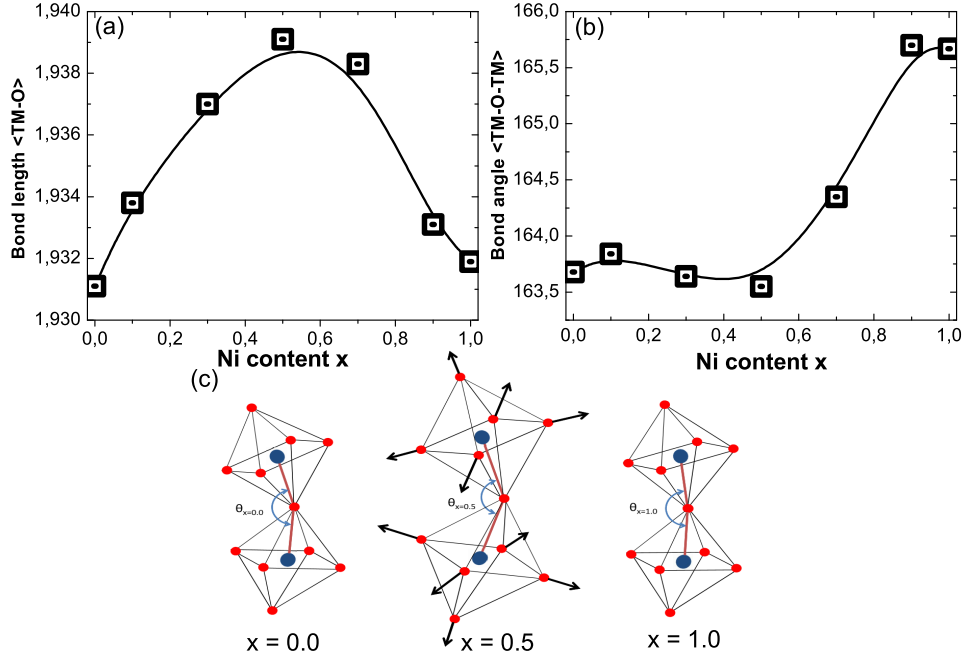 (a)
Bond length <TM-O>
1,940
1,938
1,936
1,934
1,932
1,930
0,0 0,2 0,4 0,6 0,8 1,0
Ni content x
(b)
Bond angle <TM-O-TM>
166,0
165,5
165,0
164,5
164,0
163,5
0,0 0,2 0,4 0,6 0,8 1,0
Ni content x
(c)
θx=0.0
θx=0.5
θx=1.0
x = 0.0
x = 0.5
x = 1.0